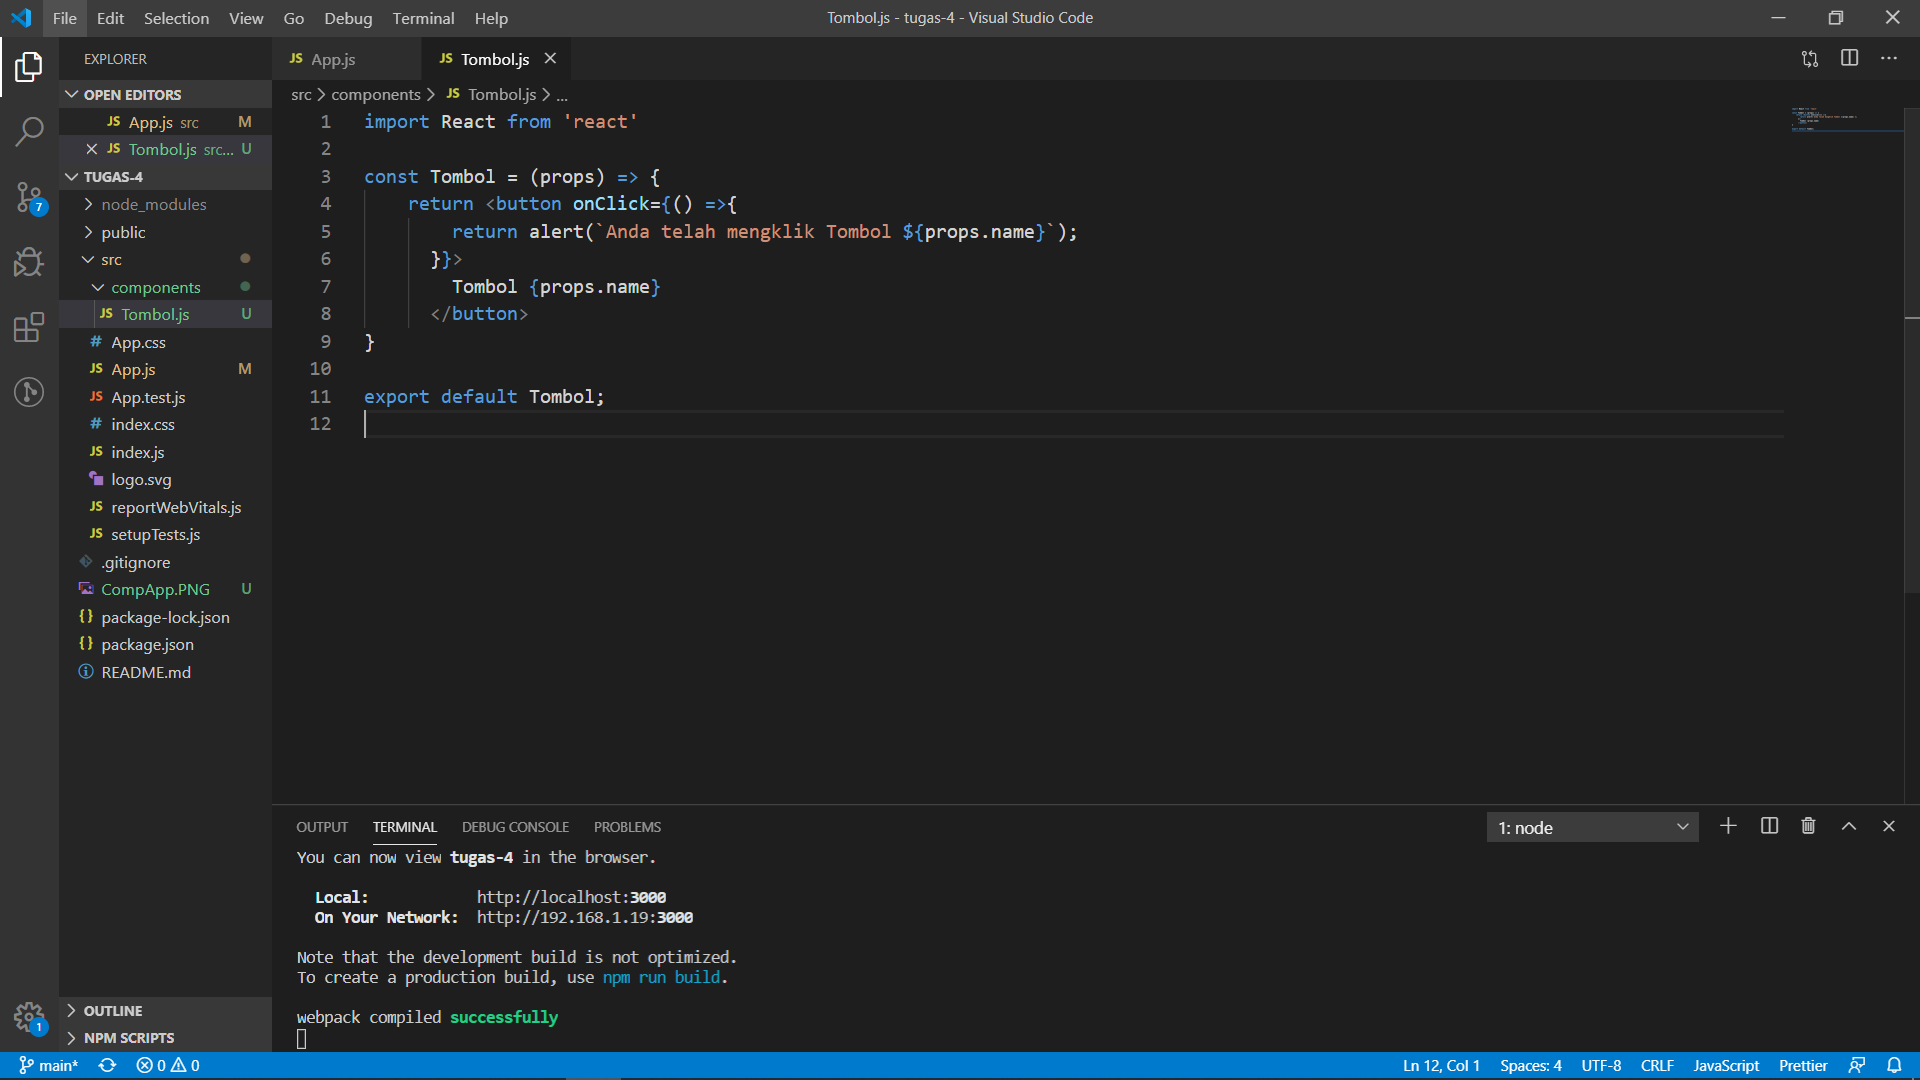 File Edit Selection View Go Debug Terminal Help
Tombol.js - tugas-4 - Visual Studio Code
EXPLORER
OPEN EDITORS
JS App.js src M
JS Tombol.js src... U
TUGAS-4
node_modules
public
src
components
JS Tombol.js U
# App.css
JS App.js M
JS App.test.js
# index.css
JS index.js
logo.svg
JS reportWebVitals.js
JS setupTests.js
.gitignore
CompApp.PNG U
{} package-lock.json
{} package.json
README.md
OUTLINE
NPM SCRIPTS
7
1
JS App.js JS Tombol.js
src > components > JS Tombol.js > ...
1 import React from 'react'
2
3 const Tombol = (props) => {
4     return <button onClick={() =>{
5         return alert(`Anda telah mengklik Tombol ${props.name}`);
6       }}>
7         Tombol {props.name}
8       </button>
9 }
10
11 export default Tombol;
12
OUTPUT TERMINAL DEBUG CONSOLE PROBLEMS
1: node
You can now view tugas-4 in the browser.
Local: http://localhost:3000
On Your Network: http://192.168.1.19:3000
Note that the development build is not optimized.
To create a production build, use npm run build.
webpack compiled successfully
main* 0 0
Ln 12, Col 1 Spaces: 4 UTF-8 CRLF JavaScript Prettier